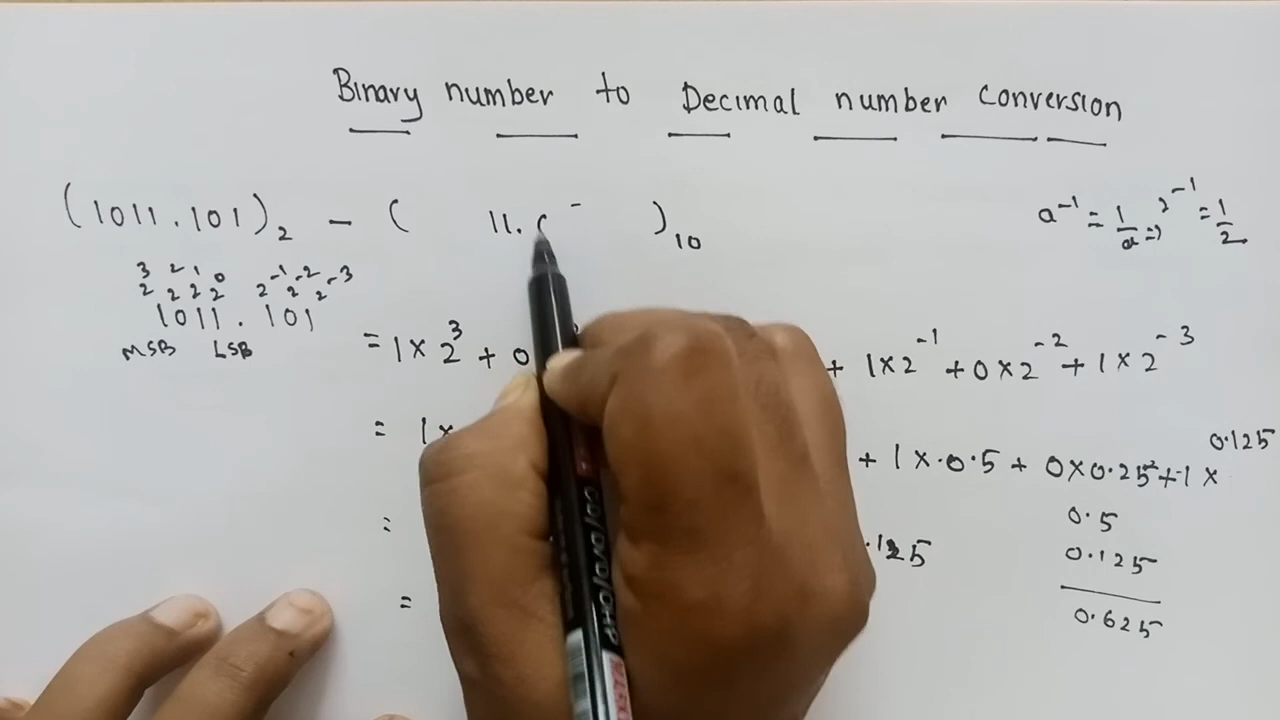 Binary number to Decimal number conversion
(1011.101)₂ – ( 11. )₁₀
a⁻¹ = 1/a => 2⁻¹ = 1/2
2³ 2² 2¹ 2⁰ 2⁻¹ 2⁻² 2⁻³
1011.101
MSB LSB
= 1×2³ + 0 + 1×2⁻¹ + 0×2⁻² + 1×2⁻³
= 1× + 1×0.5 + 0×0.25 + 1×0.125
= .125
=
0.5
0.125
0.625
CD/DVD/OHP